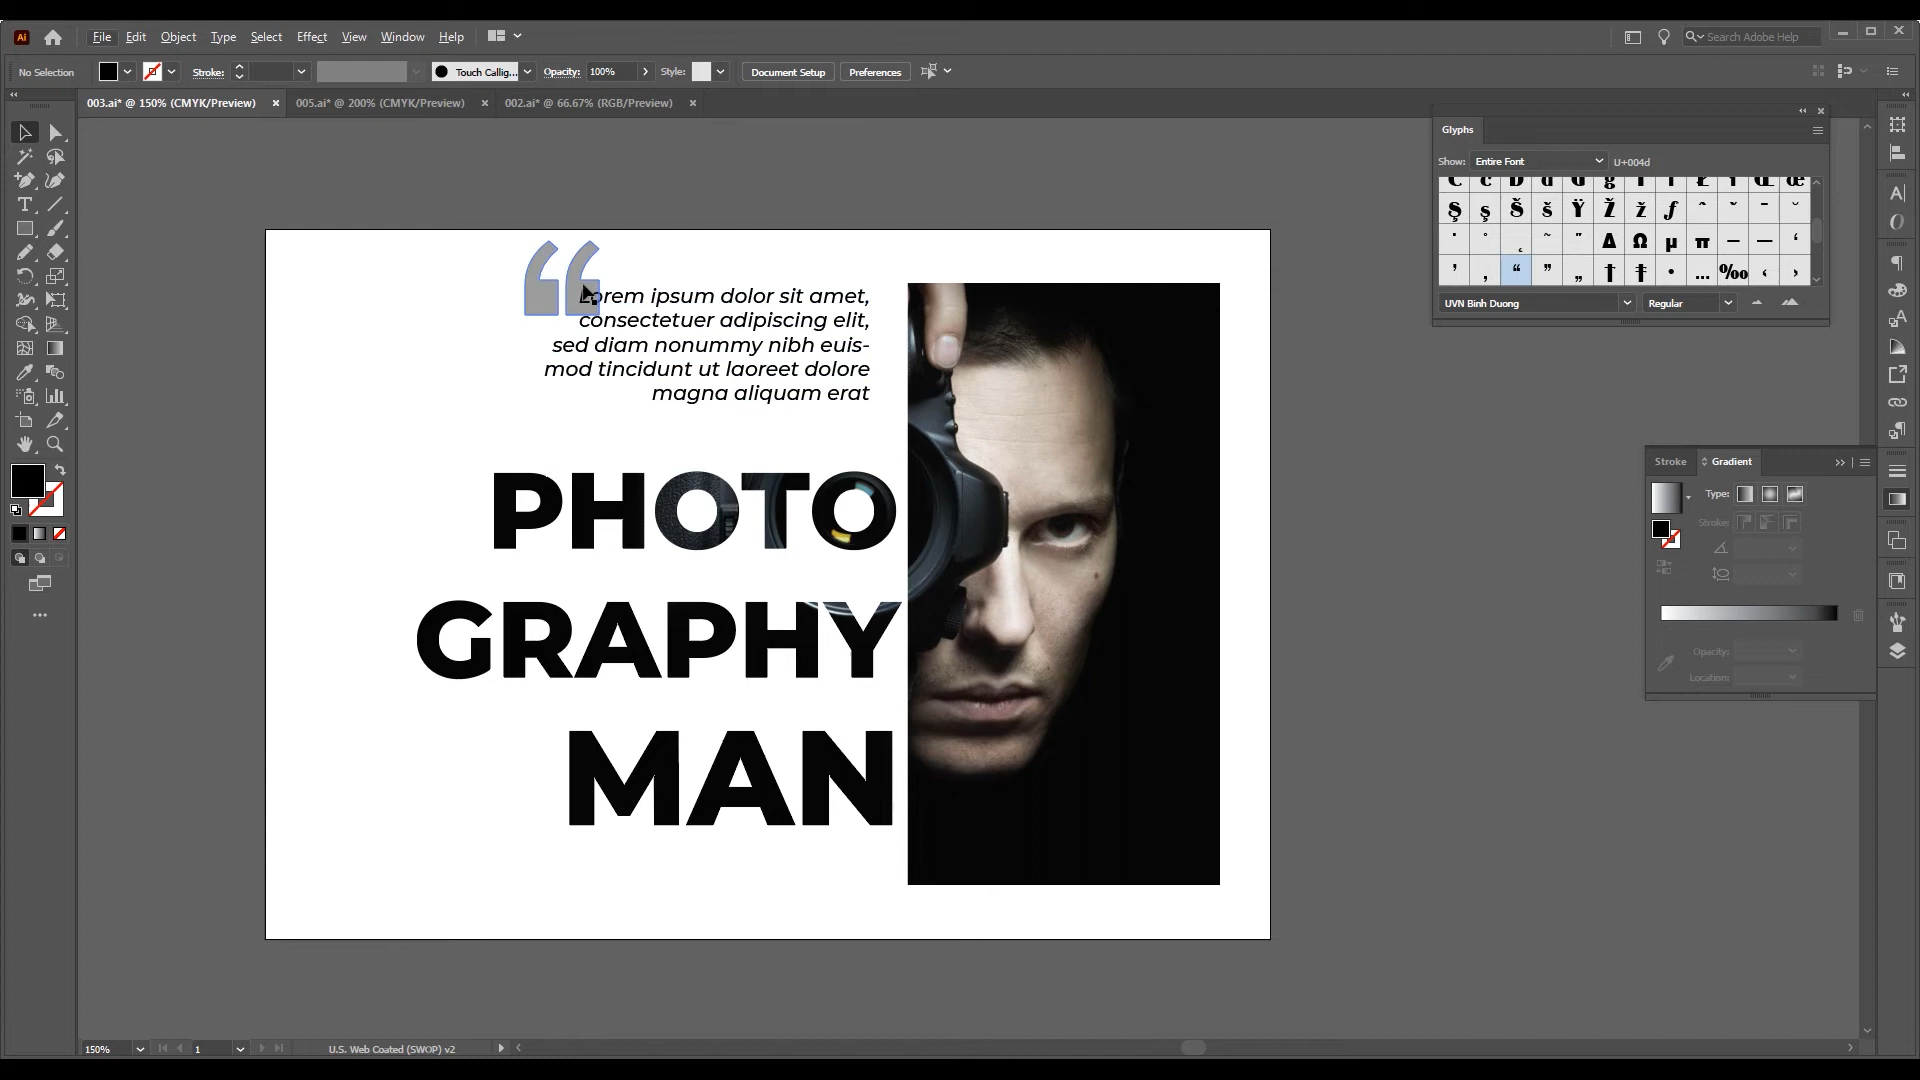 Ai File Edit Object Type Select Effect View Window Help Search Adobe Help
No Selection Stroke: Touch Callig... Opacity: 100% Style: Document Setup Preferences
003.ai* @ 150% (CMYK/Preview) × 005.ai* @ 200% (CMYK/Preview) × 002.ai* @ 66.67% (RGB/Preview) ×
Glyphs
Show: Entire Font U+004d
Ş ş Š š Ÿ Ž ž ƒ ˆ ˇ ¯ ˘
˙ ˚ ˛ ˜ ˝ Δ Ω μ π – — ‘
’ ‚ “ ” „ † ‡ • … ‰ ‹ ›
UVN Binh Duong Regular
“
Lorem ipsum dolor sit amet,
consectetuer adipiscing elit,
sed diam nonummy nibh euis-
mod tincidunt ut laoreet dolore
magna aliquam erat
PHOTO
GRAPHY
MAN
Stroke Gradient
Type:
Stroke:
Opacity:
Location:
150% 1 U.S. Web Coated (SWOP) v2